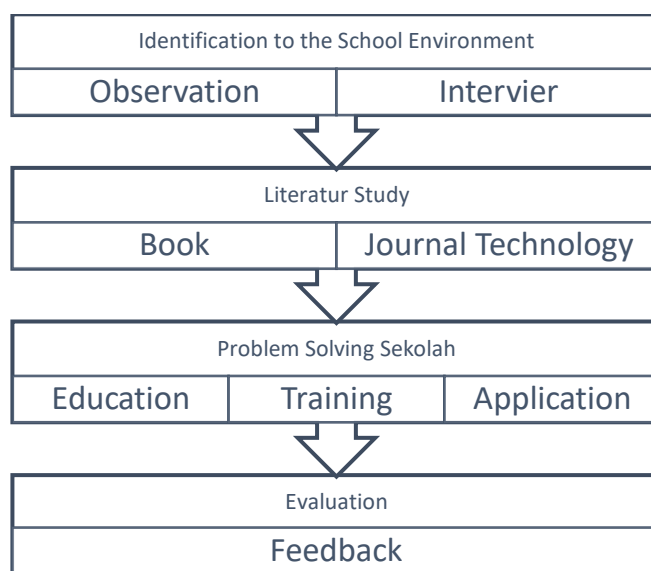 Identification to the School Environment
Observation Intervier
Literatur Study
Book Journal Technology
Problem Solving Sekolah
Education Training Application
Evaluation
Feedback